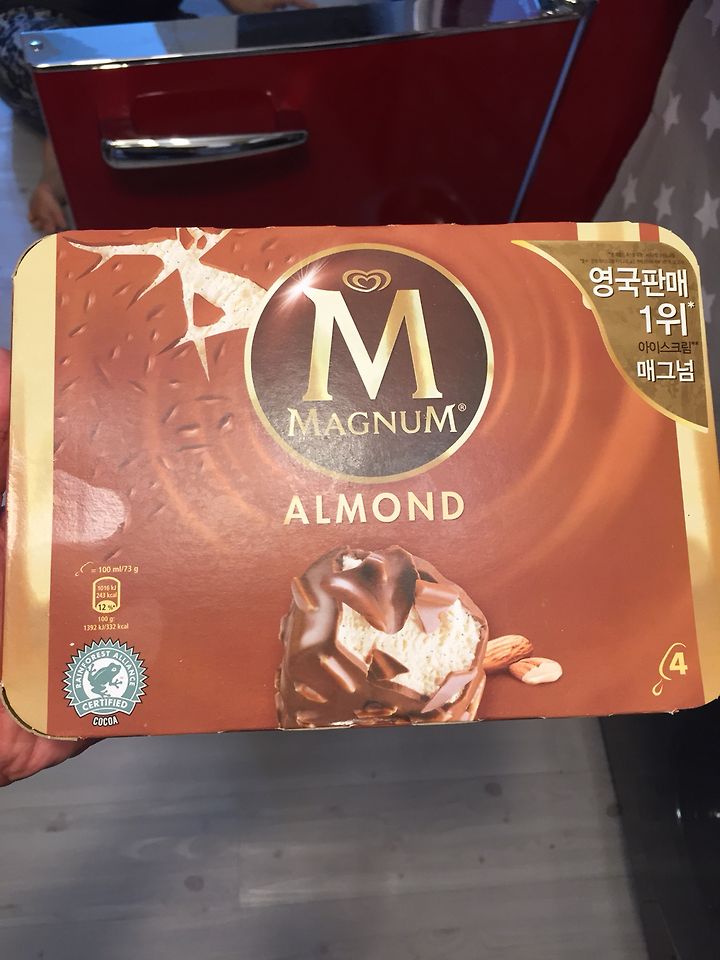 영국판매
1위*
아이스크림**
매그넘
M
MAGNUM®
ALMOND
= 100 ml/73 g
1016 kJ
243 kcal
12 %*
100 g:
1392 kJ/332 kcal
RAINFOREST ALLIANCE
CERTIFIED
COCOA
4